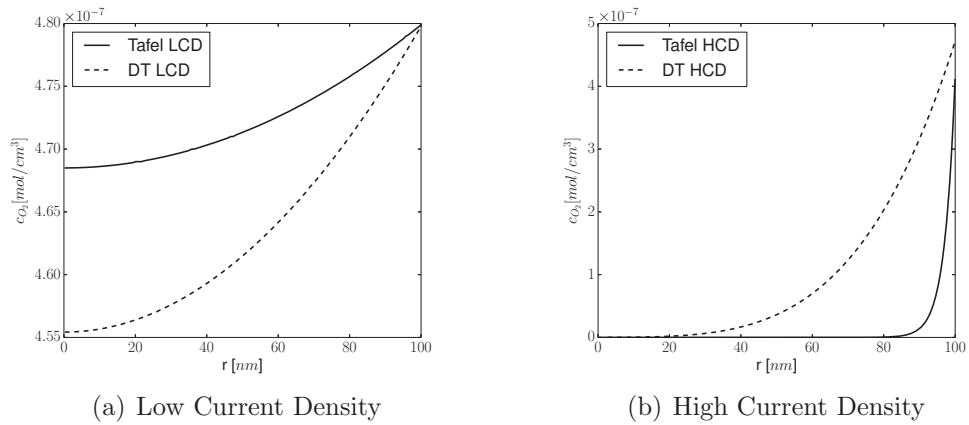 ×10⁻⁷
4.80
4.75
4.70
4.65
4.60
4.55
c_{O_2}[mol/cm³]
Tafel LCD
DT LCD
0 20 40 60 80 100
r [nm]
(a) Low Current Density
×10⁻⁷
5
4
3
2
1
0
c_{O_2}[mol/cm³]
Tafel HCD
DT HCD
0 20 40 60 80 100
r [nm]
(b) High Current Density